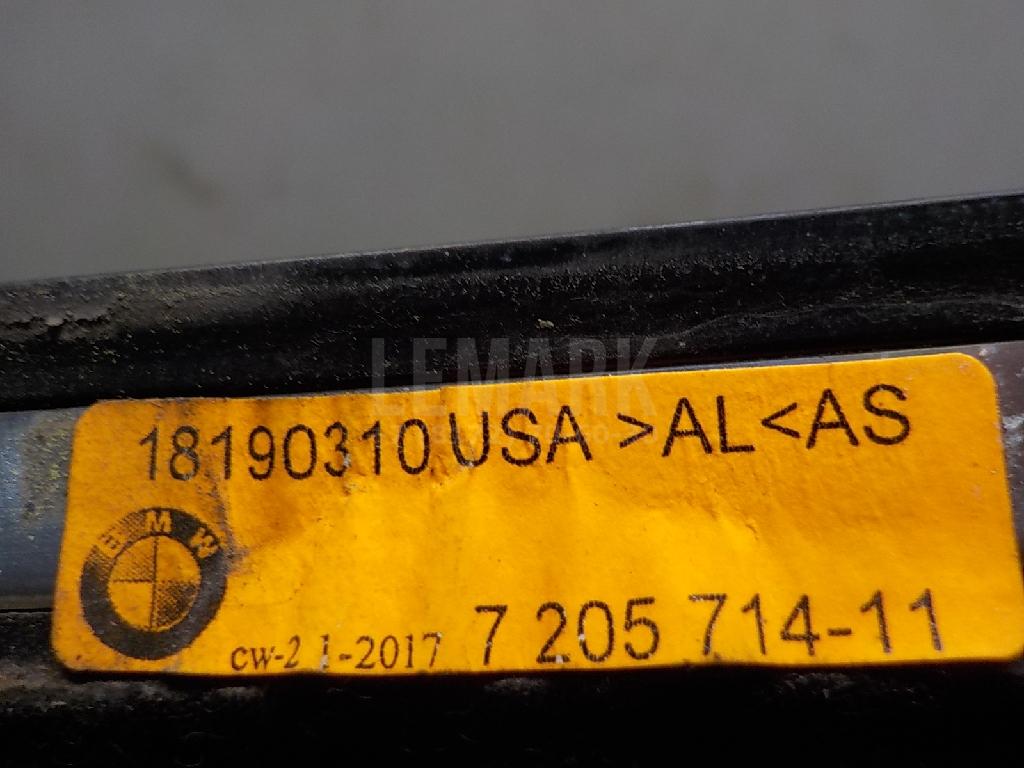 LEMARK
18190310 USA >AL<AS
BMW
cw-2 1-2017 7 205 714-11